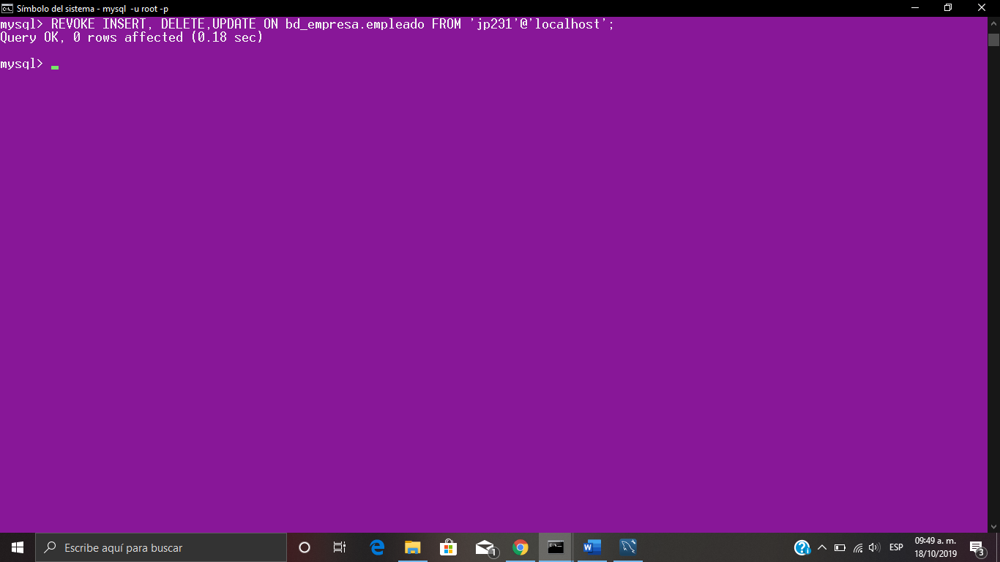 Símbolo del sistema - mysql -u root -p
mysql> REVOKE INSERT, DELETE,UPDATE ON bd_empresa.empleado FROM 'jp231'@'localhost';
Query OK, 0 rows affected (0.18 sec)
mysql>
Escribe aquí para buscar
1
ESP
09:49 a. m.
18/10/2019
3